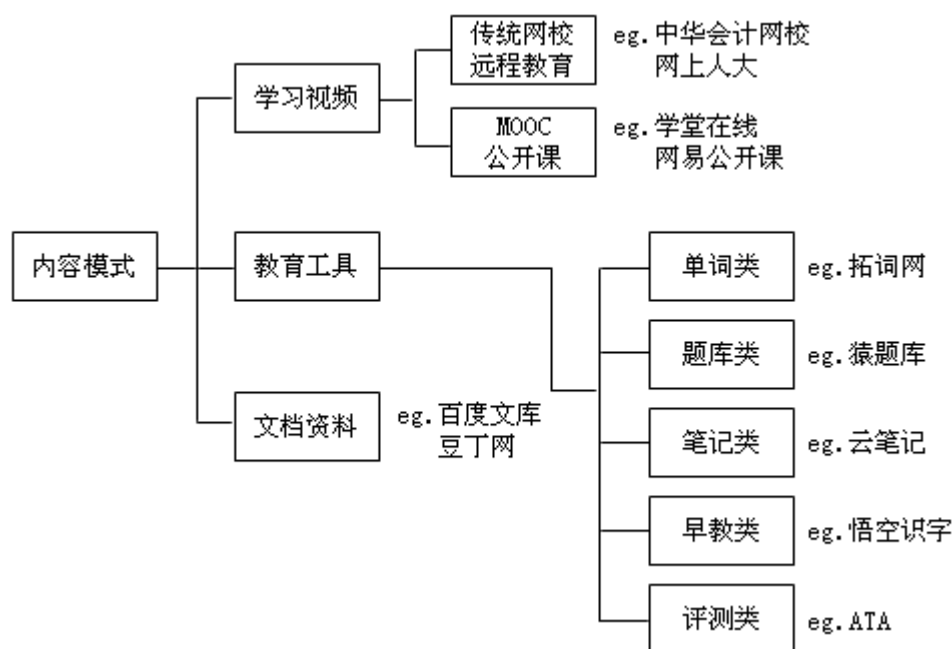 传统网校
远程教育
eg.中华会计网校
网上人大
学习视频
MOOC
公开课
eg.学堂在线
网易公开课
内容模式
教育工具
单词类
eg.拓词网
题库类
eg.猿题库
文档资料
eg.百度文库
豆丁网
笔记类
eg.云笔记
早教类
eg.悟空识字
评测类
eg.ATA